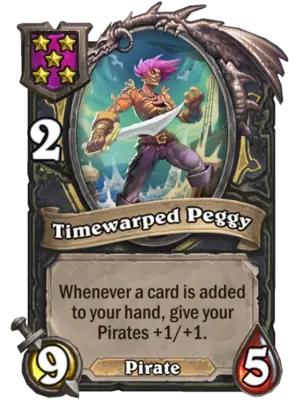 2
Timewarped Peggy
Whenever a card is added
to your hand, give your
Pirates +1/+1.
9
Pirate
5